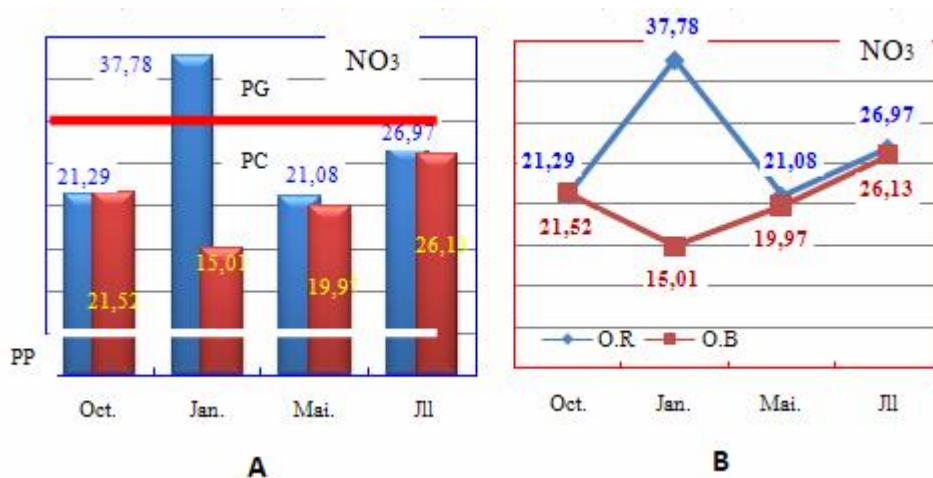 37,78
NO3
PG
26,97
PC
21,29
21,08
21,52
15,01
19,97
26,13
PP
Oct.
Jan.
Mai.
Jll
A
37,78
NO3
26,97
21,29
21,08
26,13
21,52
19,97
15,01
O.R
O.B
Oct.
Jan.
Mai.
Jll
B